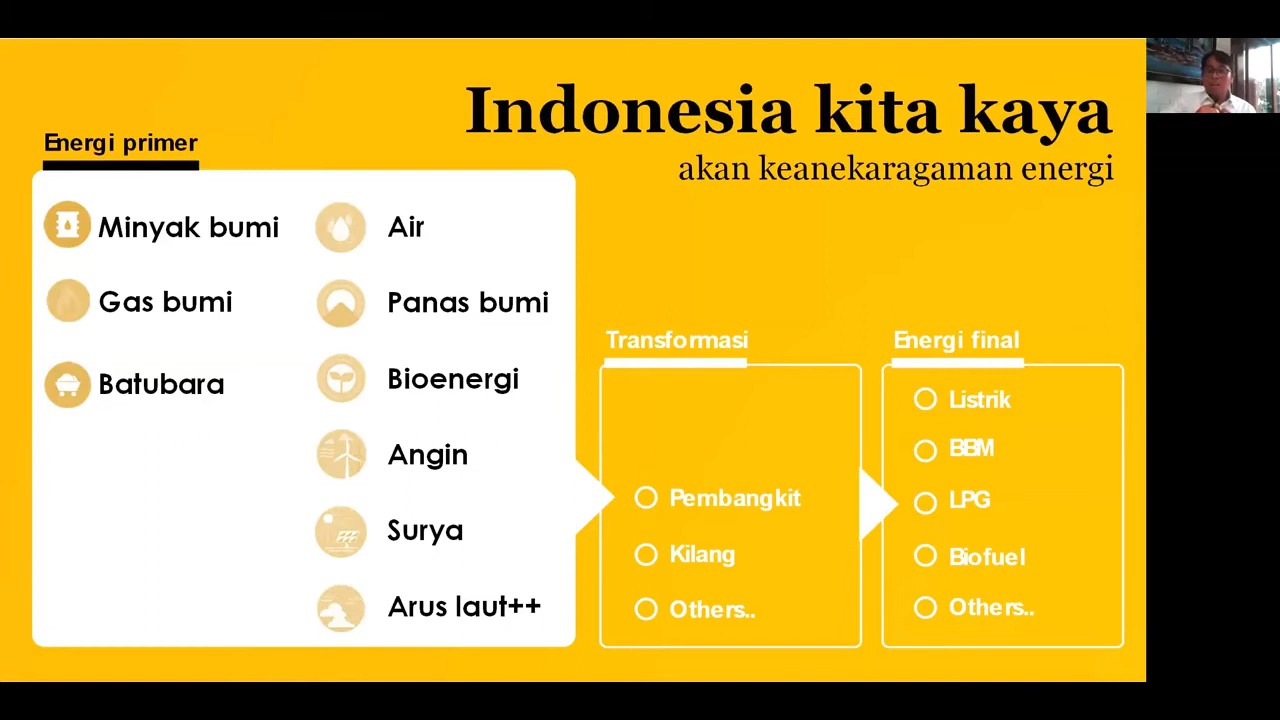 Indonesia kita kaya
akan keanekaragaman energi
Energi primer
Minyak bumi
Gas bumi
Batubara
Air
Panas bumi
Bioenergi
Angin
Surya
Arus laut++
Transformasi
Pembangkit
Kilang
Others..
Energi final
Listrik
BBM
LPG
Biofuel
Others..